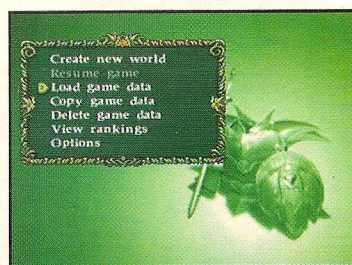 Create new world
Resume game
Load game data
Copy game data
Delete game data
View rankings
Options